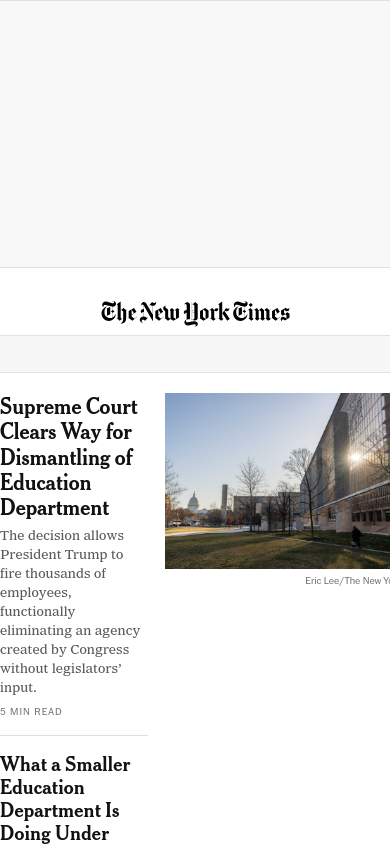 The New York Times
Supreme Court
Clears Way for
Dismantling of
Education
Department
The decision allows
President Trump to
fire thousands of
employees,
functionally
eliminating an agency
created by Congress
without legislators’
input.
5 MIN READ
Eric Lee/The New Yo
What a Smaller
Education
Department Is
Doing Under